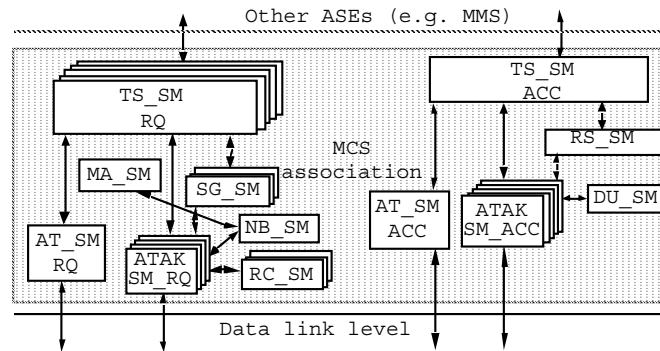 Other ASEs (e.g. MMS)
TS_SM
RQ
TS_SM
ACC
RS_SM
MCS
association
MA_SM
SG_SM
DU_SM
AT_SM
RQ
NB_SM
AT_SM
ACC
ATAK
SM_ACC
ATAK
SM_RQ
RC_SM
Data link level